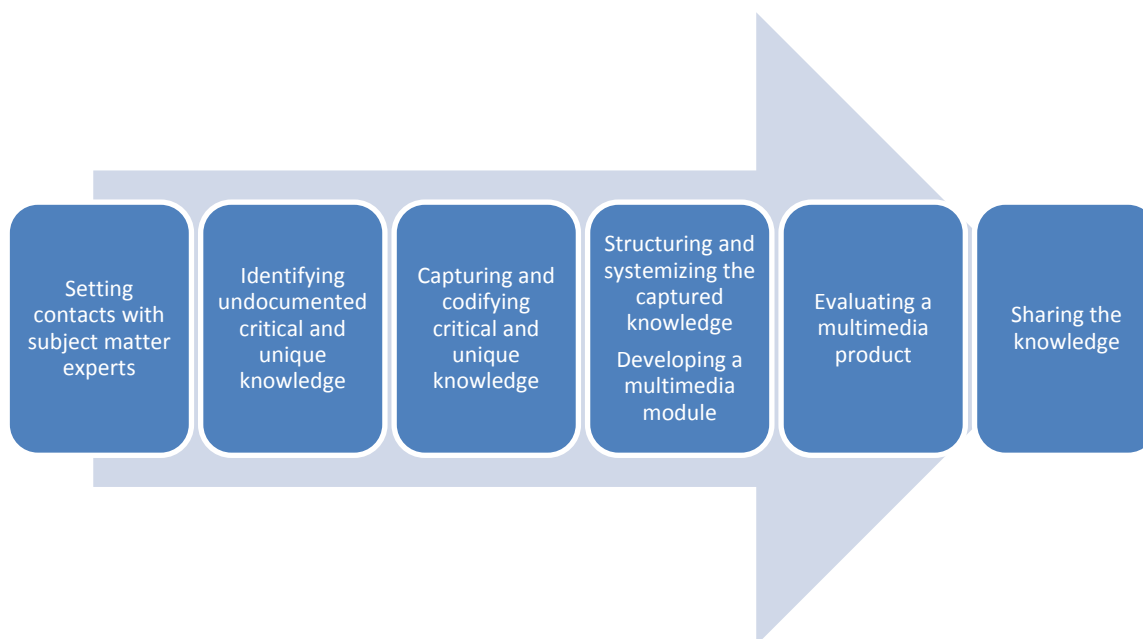 Setting
contacts with
subject matter
experts
Identifying
undocumented
critical and
unique
knowledge
Capturing and
codifying
critical and
unique
knowledge
Structuring and
systemizing the
captured
knowledge
Developing a
multimedia
module
Evaluating a
multimedia
product
Sharing the
knowledge